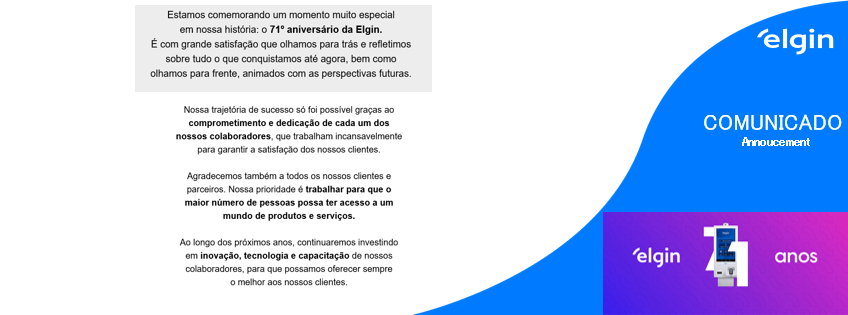 Estamos comemorando um momento muito especial
em nossa história: o 71º aniversário da Elgin.
É com grande satisfação que olhamos para trás e refletimos
sobre tudo o que conquistamos até agora, bem como
olhamos para frente, animados com as perspectivas futuras.
Nossa trajetória de sucesso só foi possível graças ao
comprometimento e dedicação de cada um dos
nossos colaboradores, que trabalham incansavelmente
para garantir a satisfação dos nossos clientes.
Agradecemos também a todos os nossos clientes e
parceiros. Nossa prioridade é trabalhar para que o
maior número de pessoas possa ter acesso a um
mundo de produtos e serviços.
Ao longo dos próximos anos, continuaremos investindo
em inovação, tecnologia e capacitação de nossos
colaboradores, para que possamos oferecer sempre
o melhor aos nossos clientes.
elgin
COMUNICADO
Annoucement
elgin 71 anos